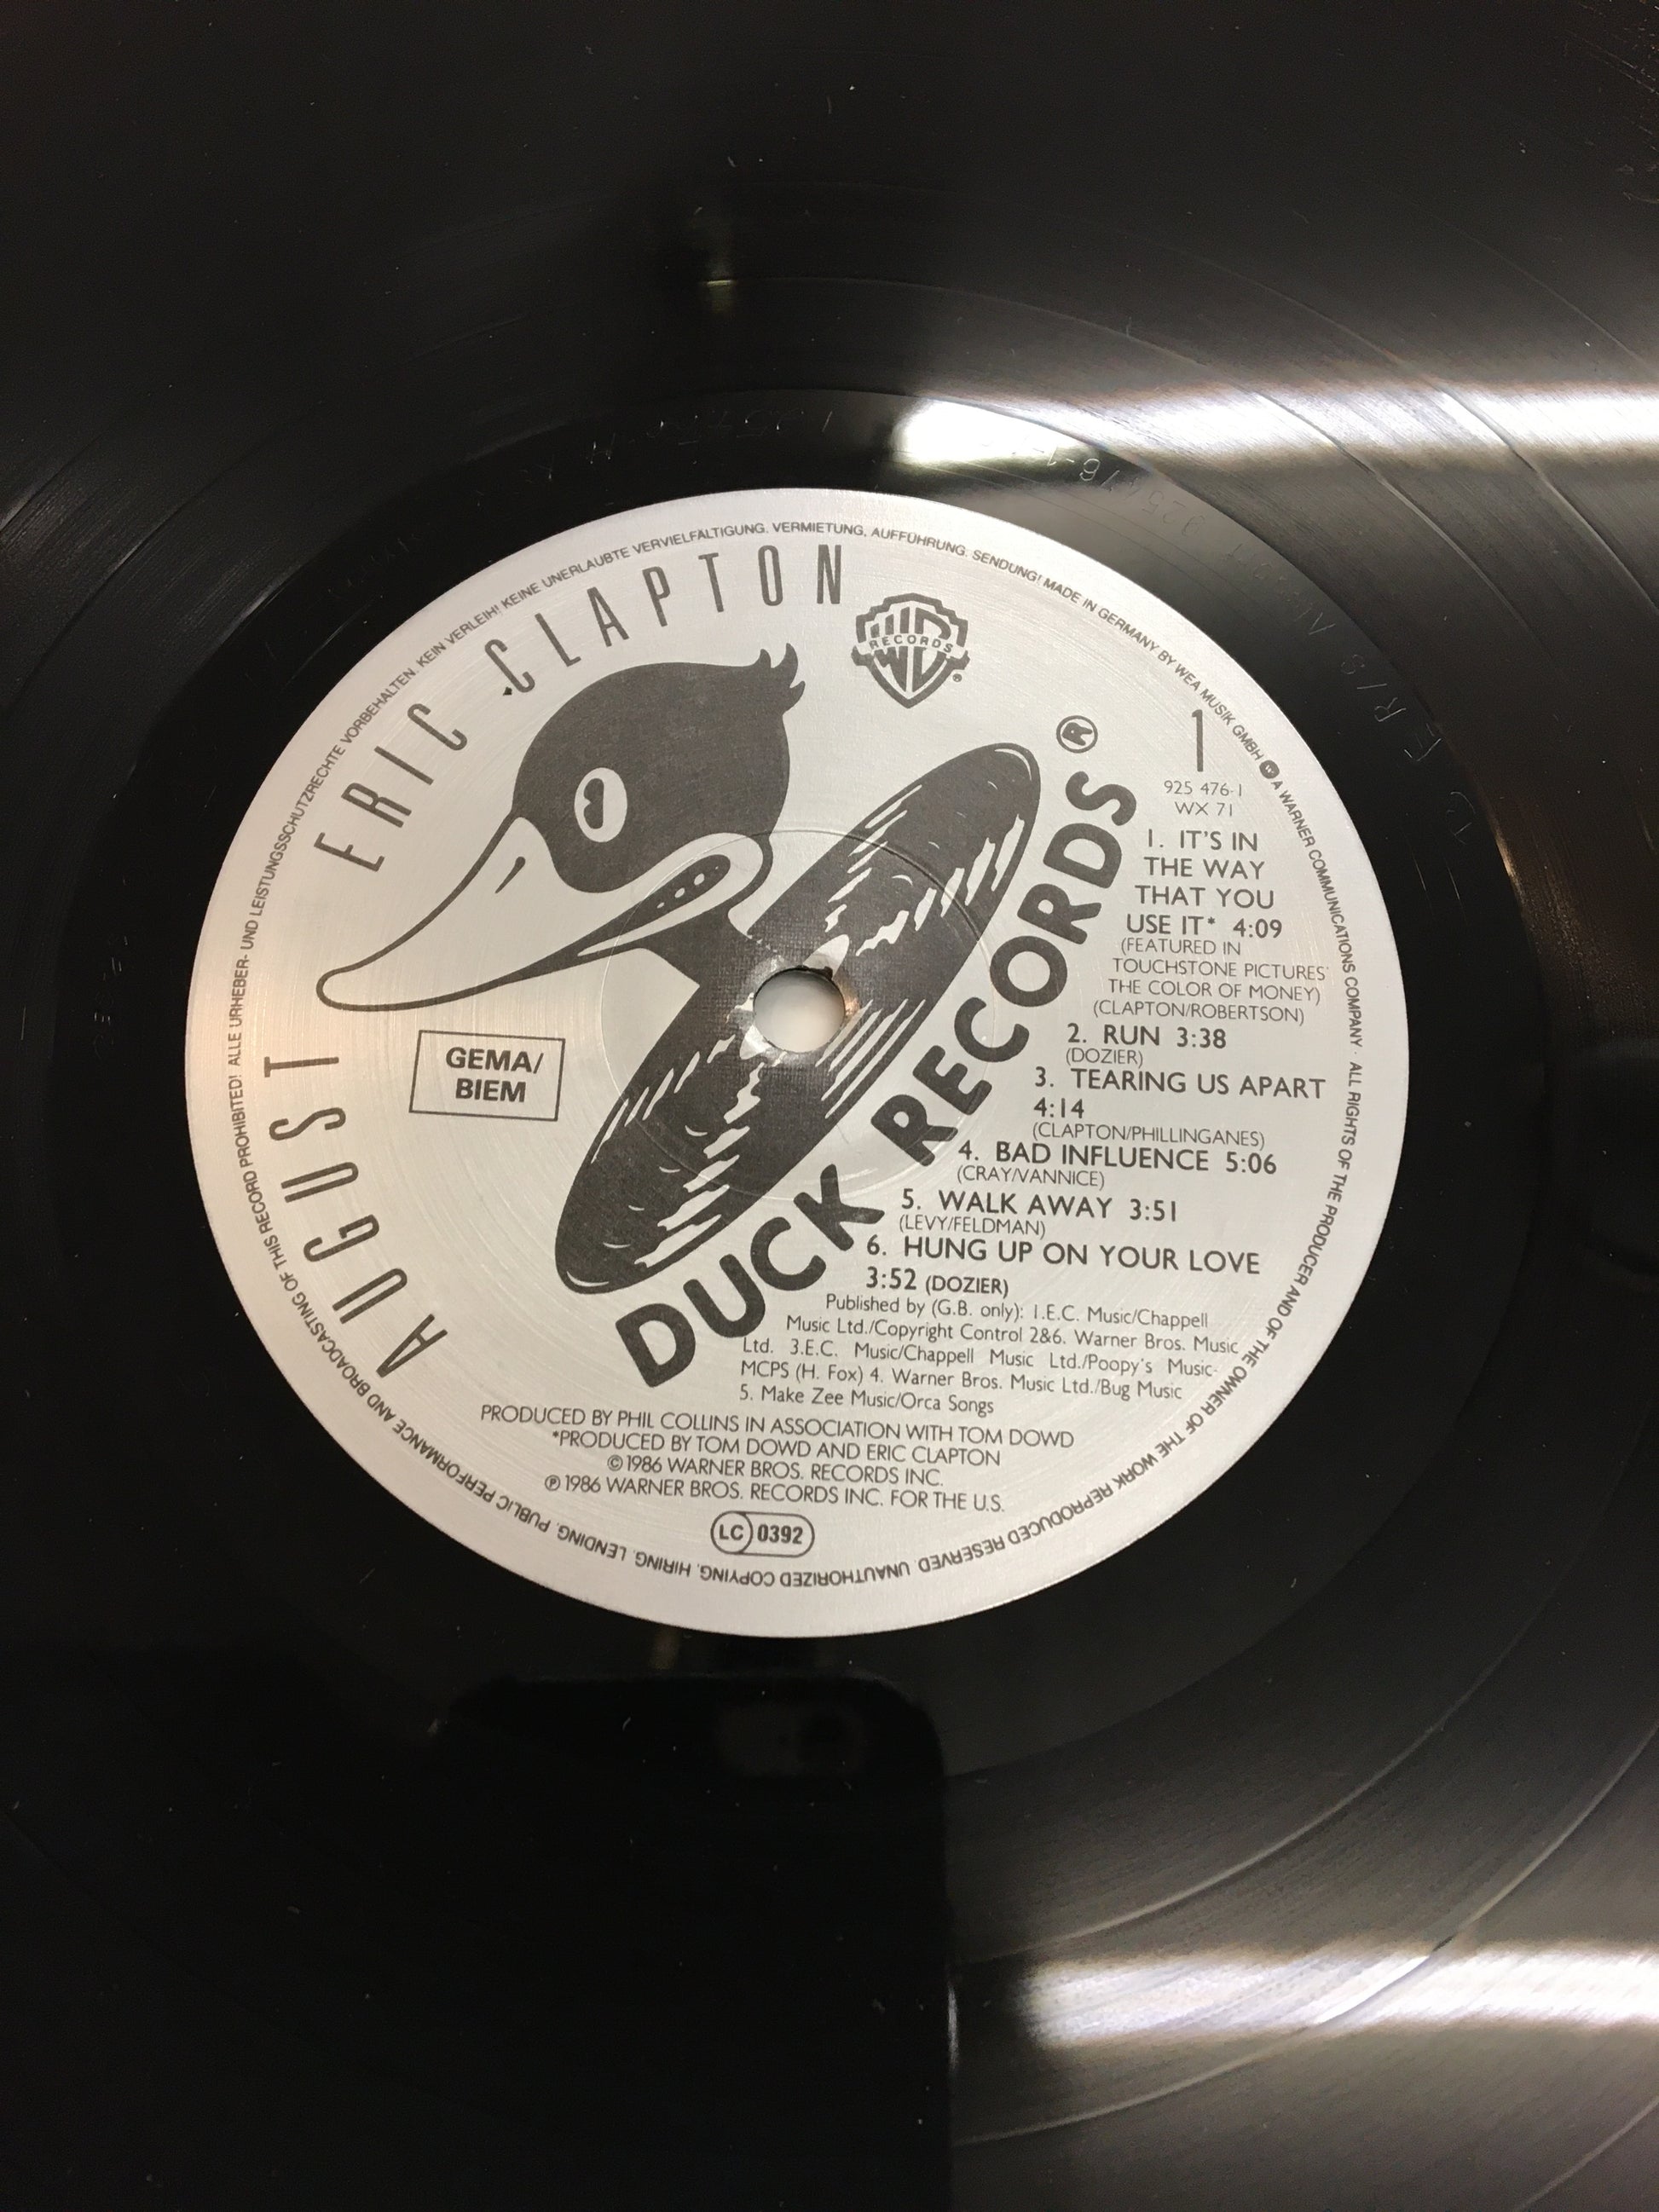 ALLE URHEBER- UND LEISTUNGSSCHUTZRECHTE VORBEHALTEN. KEIN VERLEIH! KEINE UNERLAUBTE VERVIELFÄLTIGUNG. VERMIETUNG, AUFFÜHRUNG, SENDUNG! MADE IN GERMANY BY WEA MUSIK GMBH A WARNER COMMUNICATIONS COMPANY · ALL RIGHTS OF THE PRODUCER AND OF THE OWNER OF THE WORK REPRODUCED RESERVED. UNAUTHORIZED COPYING, HIRING, LENDING, PUBLIC PERFORMANCE AND BROADCASTING OF THIS RECORD PROHIBITED!
ERIC CLAPTON
AUGUST
RECORDS
DUCK RECORDS®
GEMA/
BIEM
1
925 476-1
WX 71
1. IT'S IN
THE WAY
THAT YOU
USE IT* 4:09
(FEATURED IN
TOUCHSTONE PICTURES'
THE COLOR OF MONEY)
(CLAPTON/ROBERTSON)
2. RUN 3:38
(DOZIER)
3. TEARING US APART
4:14
(CLAPTON/PHILLINGANES)
4. BAD INFLUENCE 5:06
(CRAY/VANNICE)
5. WALK AWAY 3:51
(LEVY/FELDMAN)
6. HUNG UP ON YOUR LOVE
3:52 (DOZIER)
Published by (G.B. only): 1.E.C. Music/Chappell
Music Ltd./Copyright Control 2&6. Warner Bros. Music
Ltd. 3.E.C. Music/Chappell Music Ltd./Poopy's Music-
MCPS (H. Fox) 4. Warner Bros. Music Ltd./Bug Music
5. Make Zee Music/Orca Songs
PRODUCED BY PHIL COLLINS IN ASSOCIATION WITH TOM DOWD
*PRODUCED BY TOM DOWD AND ERIC CLAPTON
©1986 WARNER BROS. RECORDS INC.
℗1986 WARNER BROS. RECORDS INC. FOR THE U.S.
LC 0392